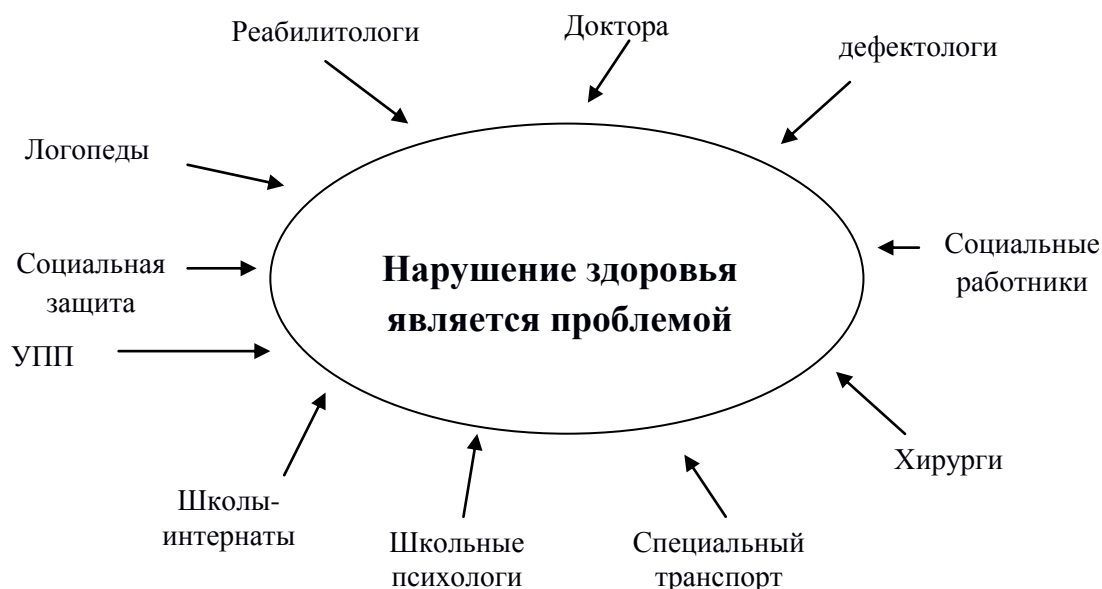 Реабилитологи
Доктора
дефектологи
Логопеды
Социальные
работники
Социальная
защита
Нарушение здоровья
является проблемой
УПП
Хирурги
Школы-
интернаты
Школьные
психологи
Специальный
транспорт